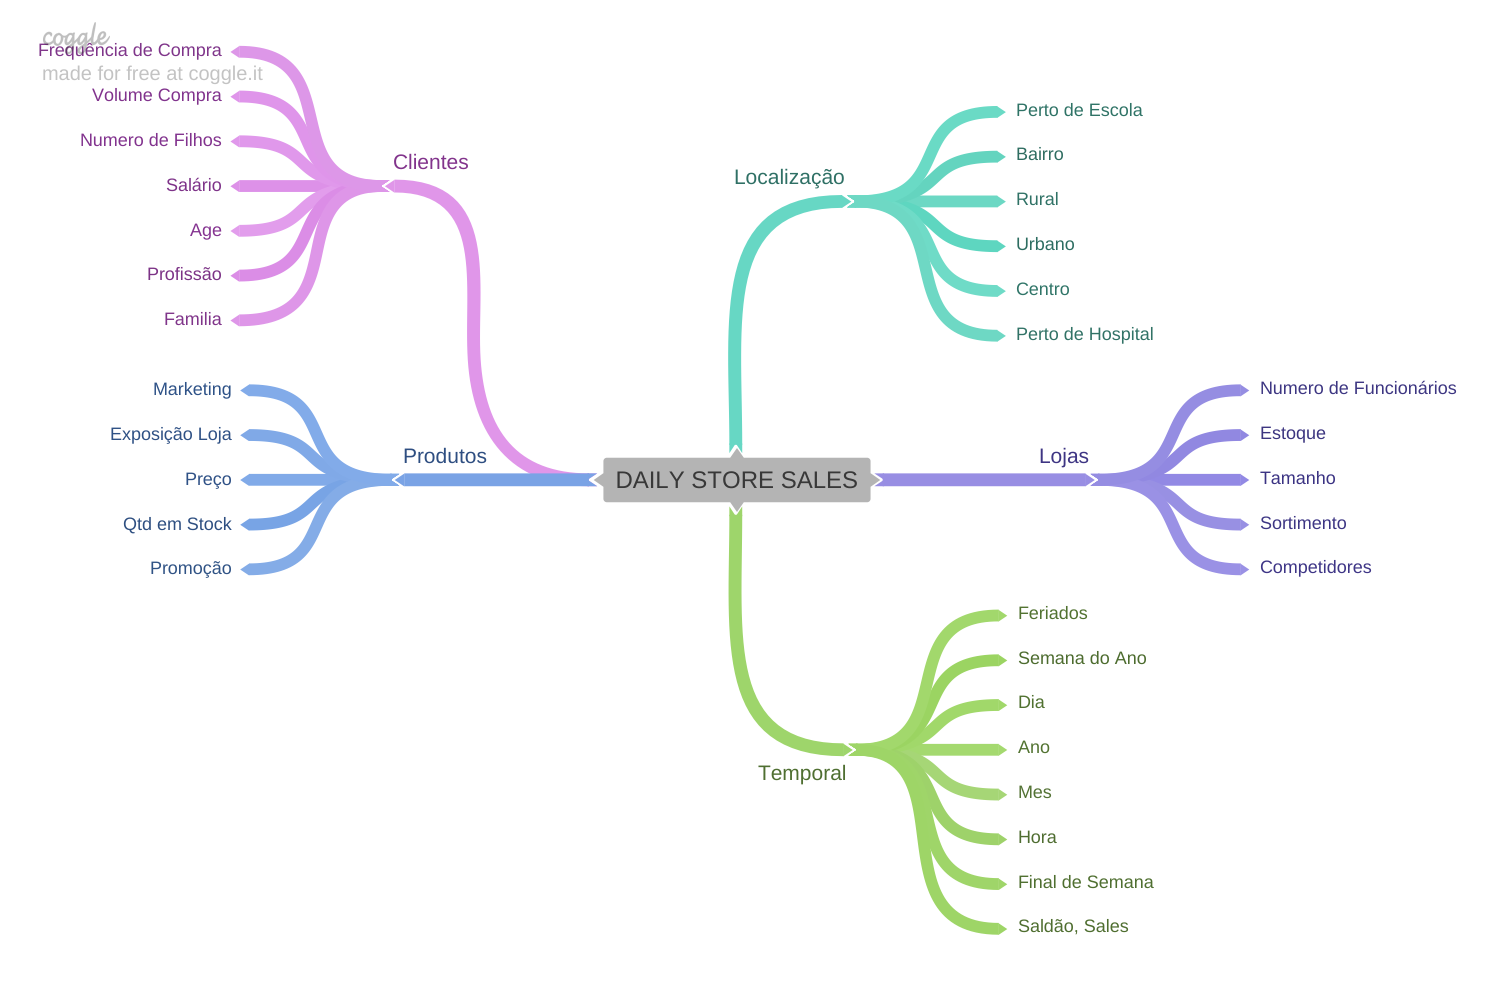 coggle
made for free at coggle.it
Frequência de Compra
Volume Compra
Numero de Filhos
Salário
Age
Profissão
Familia
Clientes
Marketing
Exposição Loja
Preço
Qtd em Stock
Promoção
Produtos
DAILY STORE SALES
Localização
Perto de Escola
Bairro
Rural
Urbano
Centro
Perto de Hospital
Lojas
Numero de Funcionários
Estoque
Tamanho
Sortimento
Competidores
Temporal
Feriados
Semana do Ano
Dia
Ano
Mes
Hora
Final de Semana
Saldão, Sales